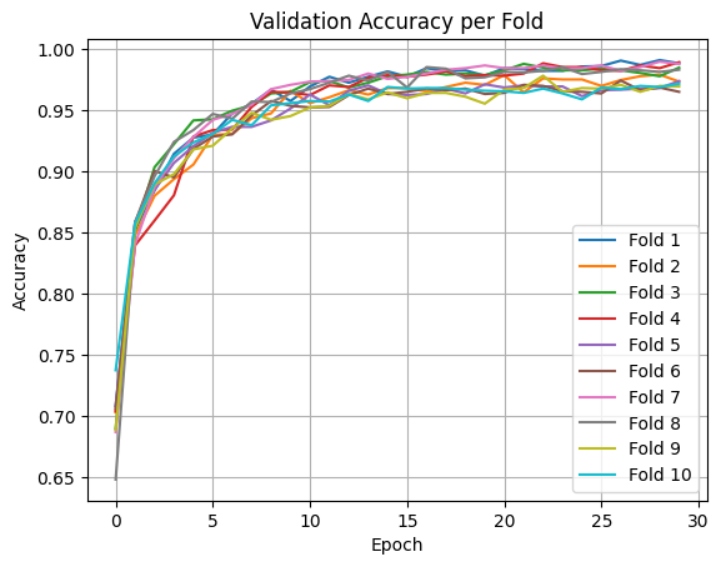 Validation Accuracy per Fold
1.00
0.95
0.90
0.85
0.80
0.75
0.70
0.65
Accuracy
Fold 1
Fold 2
Fold 3
Fold 4
Fold 5
Fold 6
Fold 7
Fold 8
Fold 9
Fold 10
0 5 10 15 20 25 30
Epoch